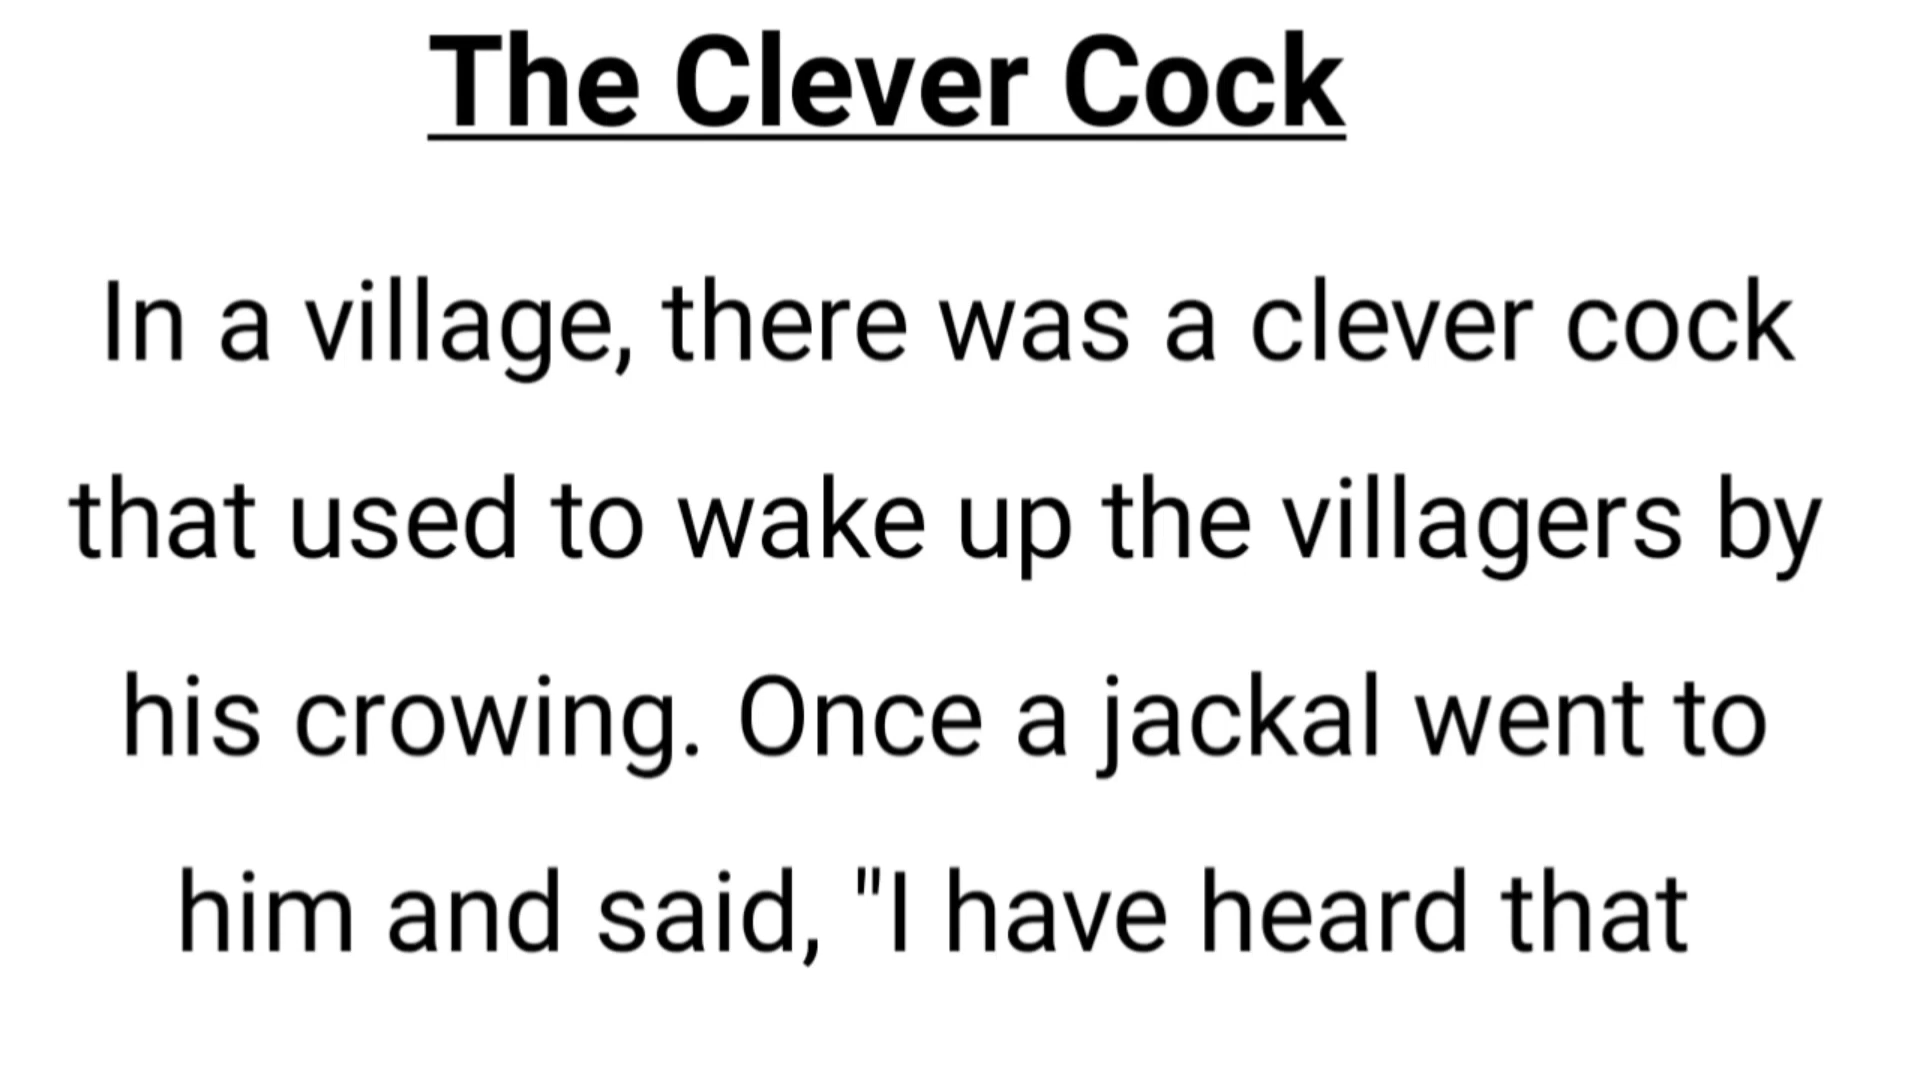 The Clever Cock
In a village, there was a clever cock
that used to wake up the villagers by
his crowing. Once a jackal went to
him and said, "I have heard that